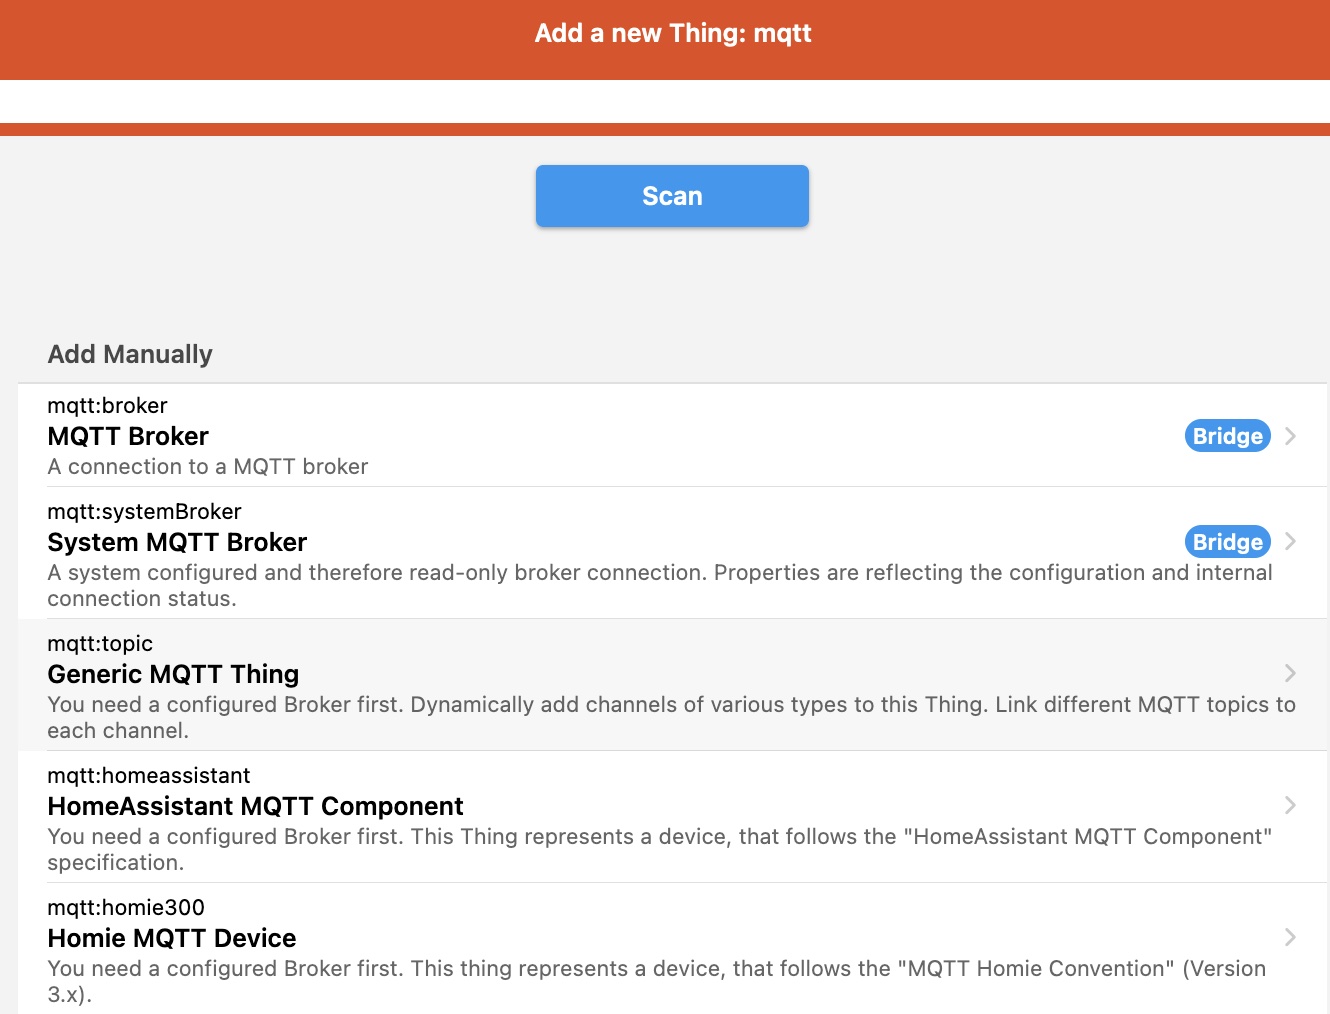 Add a new Thing: mqtt
Scan
Add Manually
mqtt:broker
MQTT Broker
Bridge
A connection to a MQTT broker
mqtt:systemBroker
System MQTT Broker
Bridge
A system configured and therefore read-only broker connection. Properties are reflecting the configuration and internal
connection status.
mqtt:topic
Generic MQTT Thing
You need a configured Broker first. Dynamically add channels of various types to this Thing. Link different MQTT topics to
each channel.
mqtt:homeassistant
HomeAssistant MQTT Component
You need a configured Broker first. This Thing represents a device, that follows the "HomeAssistant MQTT Component"
specification.
mqtt:homie300
Homie MQTT Device
You need a configured Broker first. This thing represents a device, that follows the "MQTT Homie Convention" (Version
3.x).